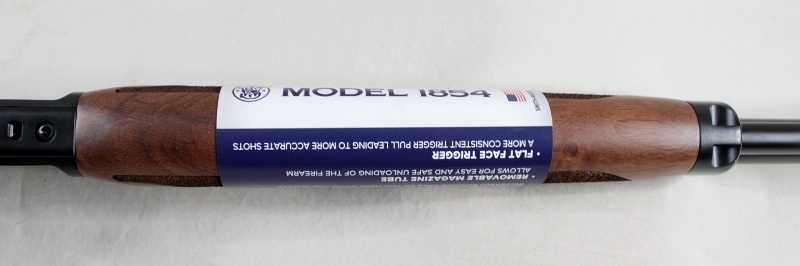 MODEL 1854
• FLAT FACE TRIGGER
A MORE CONSISTENT TRIGGER PULL LEADING TO MORE ACCURATE SHOTS
• REMOVABLE MAGAZINE TUBE
ALLOWS FOR EASY AND SAFE UNLOADING OF THE FIREARM